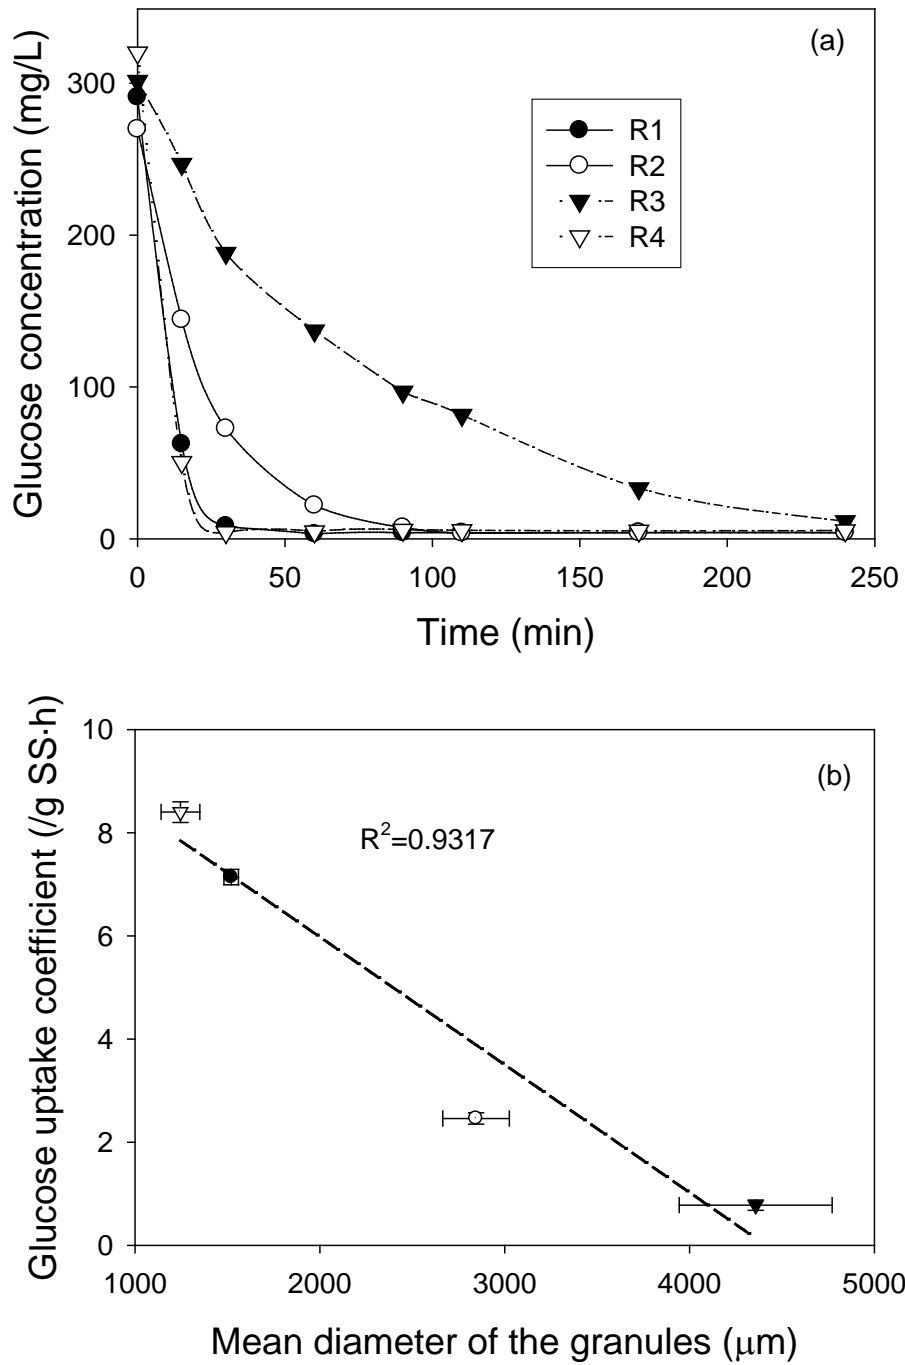 (a)
Glucose concentration (mg/L)
300
200
100
0
R1
R2
R3
R4
0 50 100 150 200 250
Time (min)
(b)
Glucose uptake coefficient (/g SS·h)
10
8
6
4
2
0
R²=0.9317
1000 2000 3000 4000 5000
Mean diameter of the granules (μm)